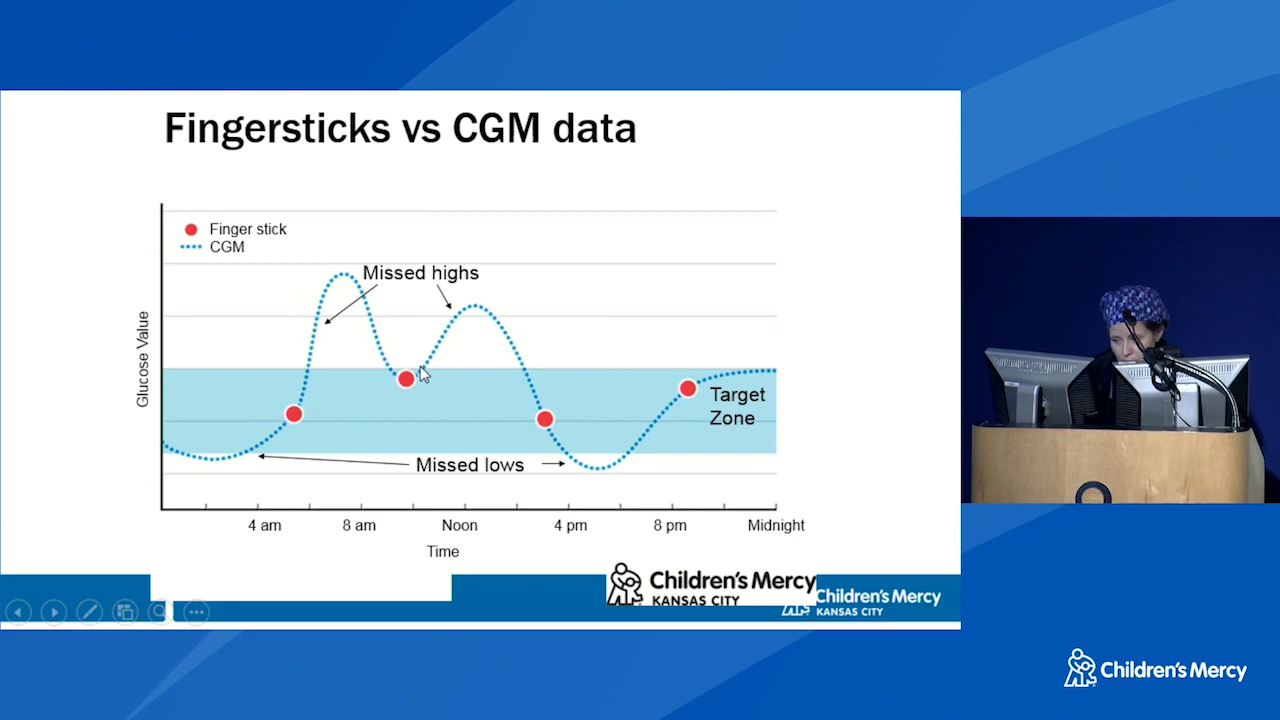 Fingersticks vs CGM data
Finger stick
CGM
Missed highs
Glucose Value
Target
Zone
Missed lows
4 am
8 am
Noon
4 pm
8 pm
Midnight
Time
Children's Mercy
KANSAS CITY
Children's Mercy
KANSAS CITY
Children's Mercy